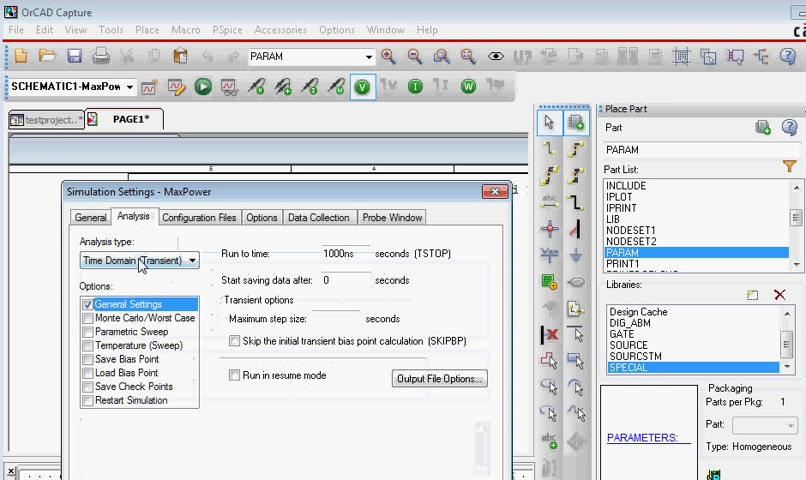 OrCAD Capture
File Edit View Tools Place Macro PSpice Accessories Options Window Help
PARAM
SCHEMATIC1-MaxPow
V I W
testproject..* PAGE1*
5 4
Simulation Settings - MaxPower
General Analysis Configuration Files Options Data Collection Probe Window
Analysis type:
Time Domain (Transient)
Options:
General Settings
Monte Carlo/Worst Case
Parametric Sweep
Temperature (Sweep)
Save Bias Point
Load Bias Point
Save Check Points
Restart Simulation
Run to time: 1000ns seconds (TSTOP)
Start saving data after: 0 seconds
Transient options
Maximum step size: seconds
Skip the initial transient bias point calculation (SKIPBP)
Run in resume mode
Output File Options...
Place Part
Part
PARAM
Part List:
INCLUDE
IPLOT
IPRINT
LIB
NODESET1
NODESET2
PARAM
PRINT1
Libraries:
Design Cache
DIG_ABM
GATE
SOURCE
SOURCSTM
SPECIAL
PARAMETERS:
Packaging
Parts per Pkg: 1
Part:
Type: Homogeneous